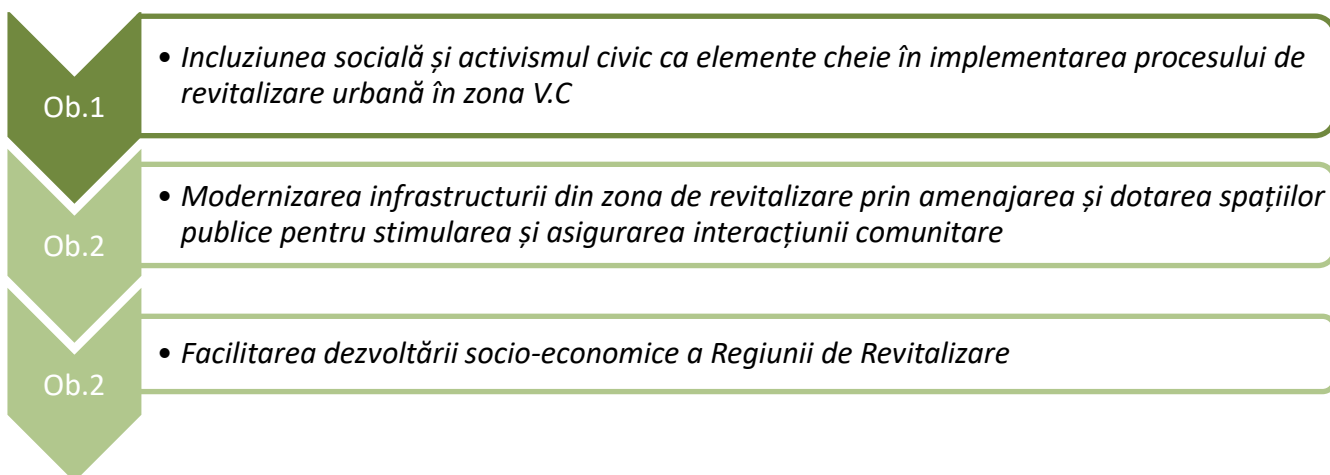 Ob.1
• Incluziunea socială și activismul civic ca elemente cheie în implementarea procesului de
revitalizare urbană în zona V.C
Ob.2
• Modernizarea infrastructurii din zona de revitalizare prin amenajarea și dotarea spațiilor
publice pentru stimularea și asigurarea interacțiunii comunitare
Ob.2
• Facilitarea dezvoltării socio-economice a Regiunii de Revitalizare